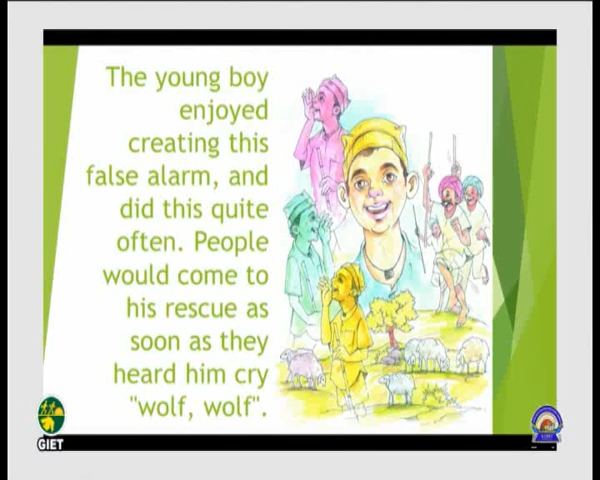 The young boy
enjoyed
creating this
false alarm, and
did this quite
often. People
would come to
his rescue as
soon as they
heard him cry
"wolf, wolf".
GIET